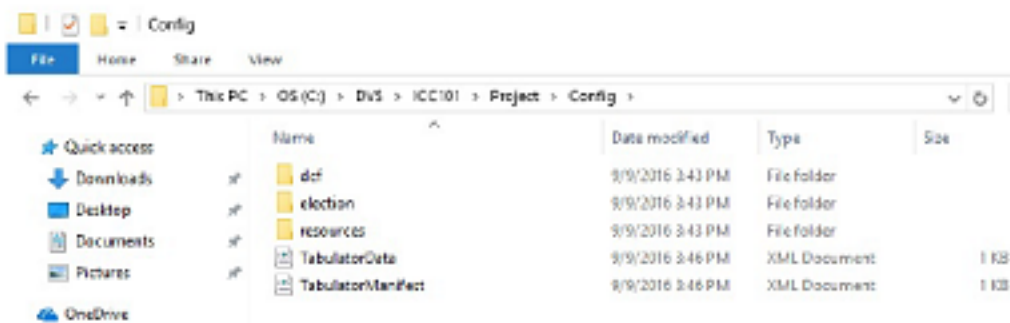 Config
File Home Share View
This PC > OS (C:) > DVS > ICC101 > Project > Config >
Name Date modified Type Size
Quick access
Downloads
Desktop
Documents
Pictures
OneDrive
dcf 9/9/2016 3:43 PM File folder
election 9/9/2016 3:43 PM File folder
resources 9/9/2016 3:43 PM File folder
TabulatorData 9/9/2016 3:46 PM XML Document 1 KB
TabulatorManifest 9/9/2016 3:46 PM XML Document 1 KB